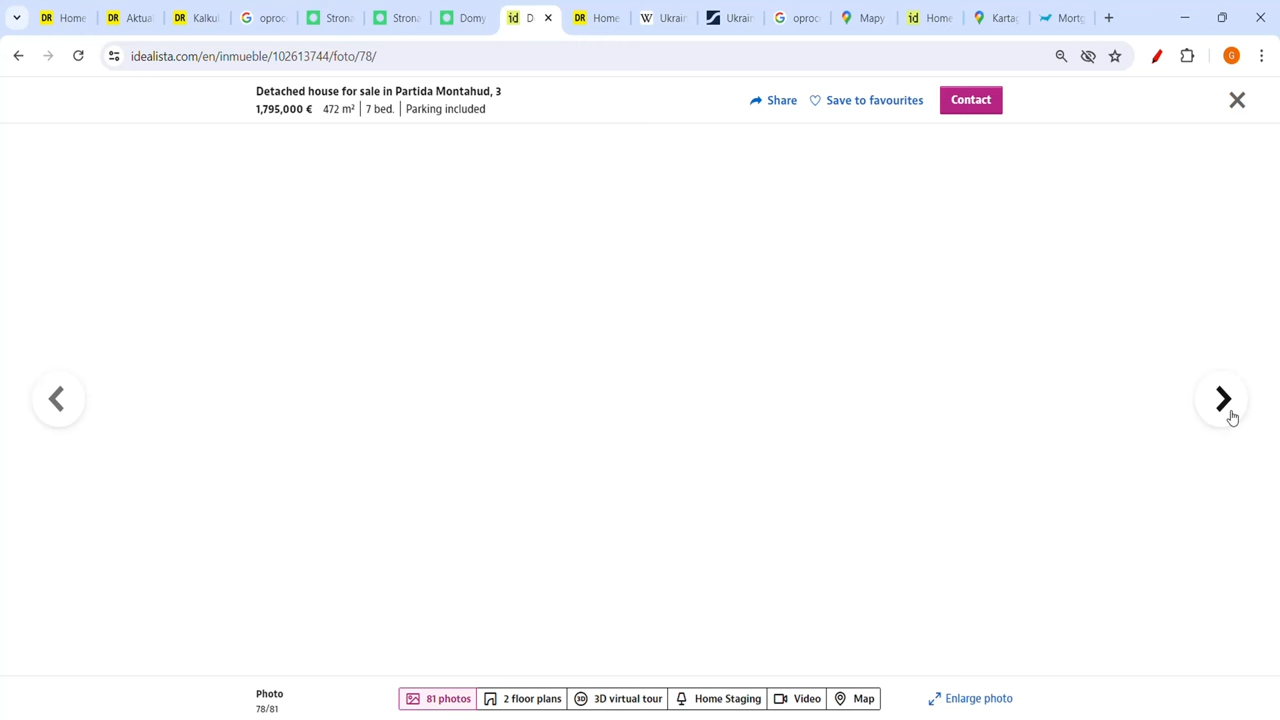 Home
Aktual
Kalkul
oproc
Strona
Strona
Domy
D
Home
Ukrain
Ukrain
oproc
Mapy
Home
Kartag
Mortg
idealista.com/en/inmueble/102613744/foto/78/
G
Detached house for sale in Partida Montahud, 3
1,795,000 € 472 m² 7 bed. Parking included
Share
Save to favourites
Contact
Photo
78/81
81 photos
2 floor plans
3D virtual tour
Home Staging
Video
Map
Enlarge photo